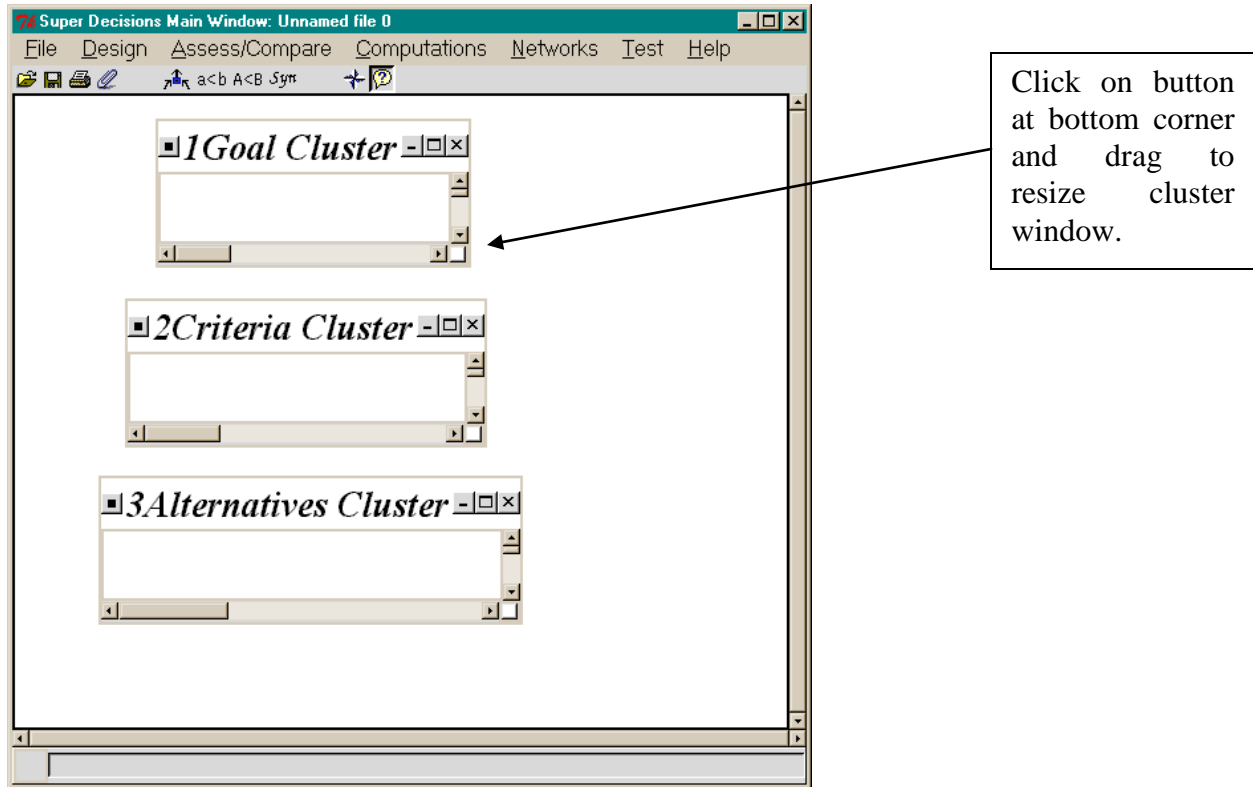 Super Decisions Main Window: Unnamed file 0
File Design Assess/Compare Computations Networks Test Help
a<b A<B Syn
1Goal Cluster
2Criteria Cluster
3Alternatives Cluster
Click on button
at bottom corner
and drag to
resize cluster
window.